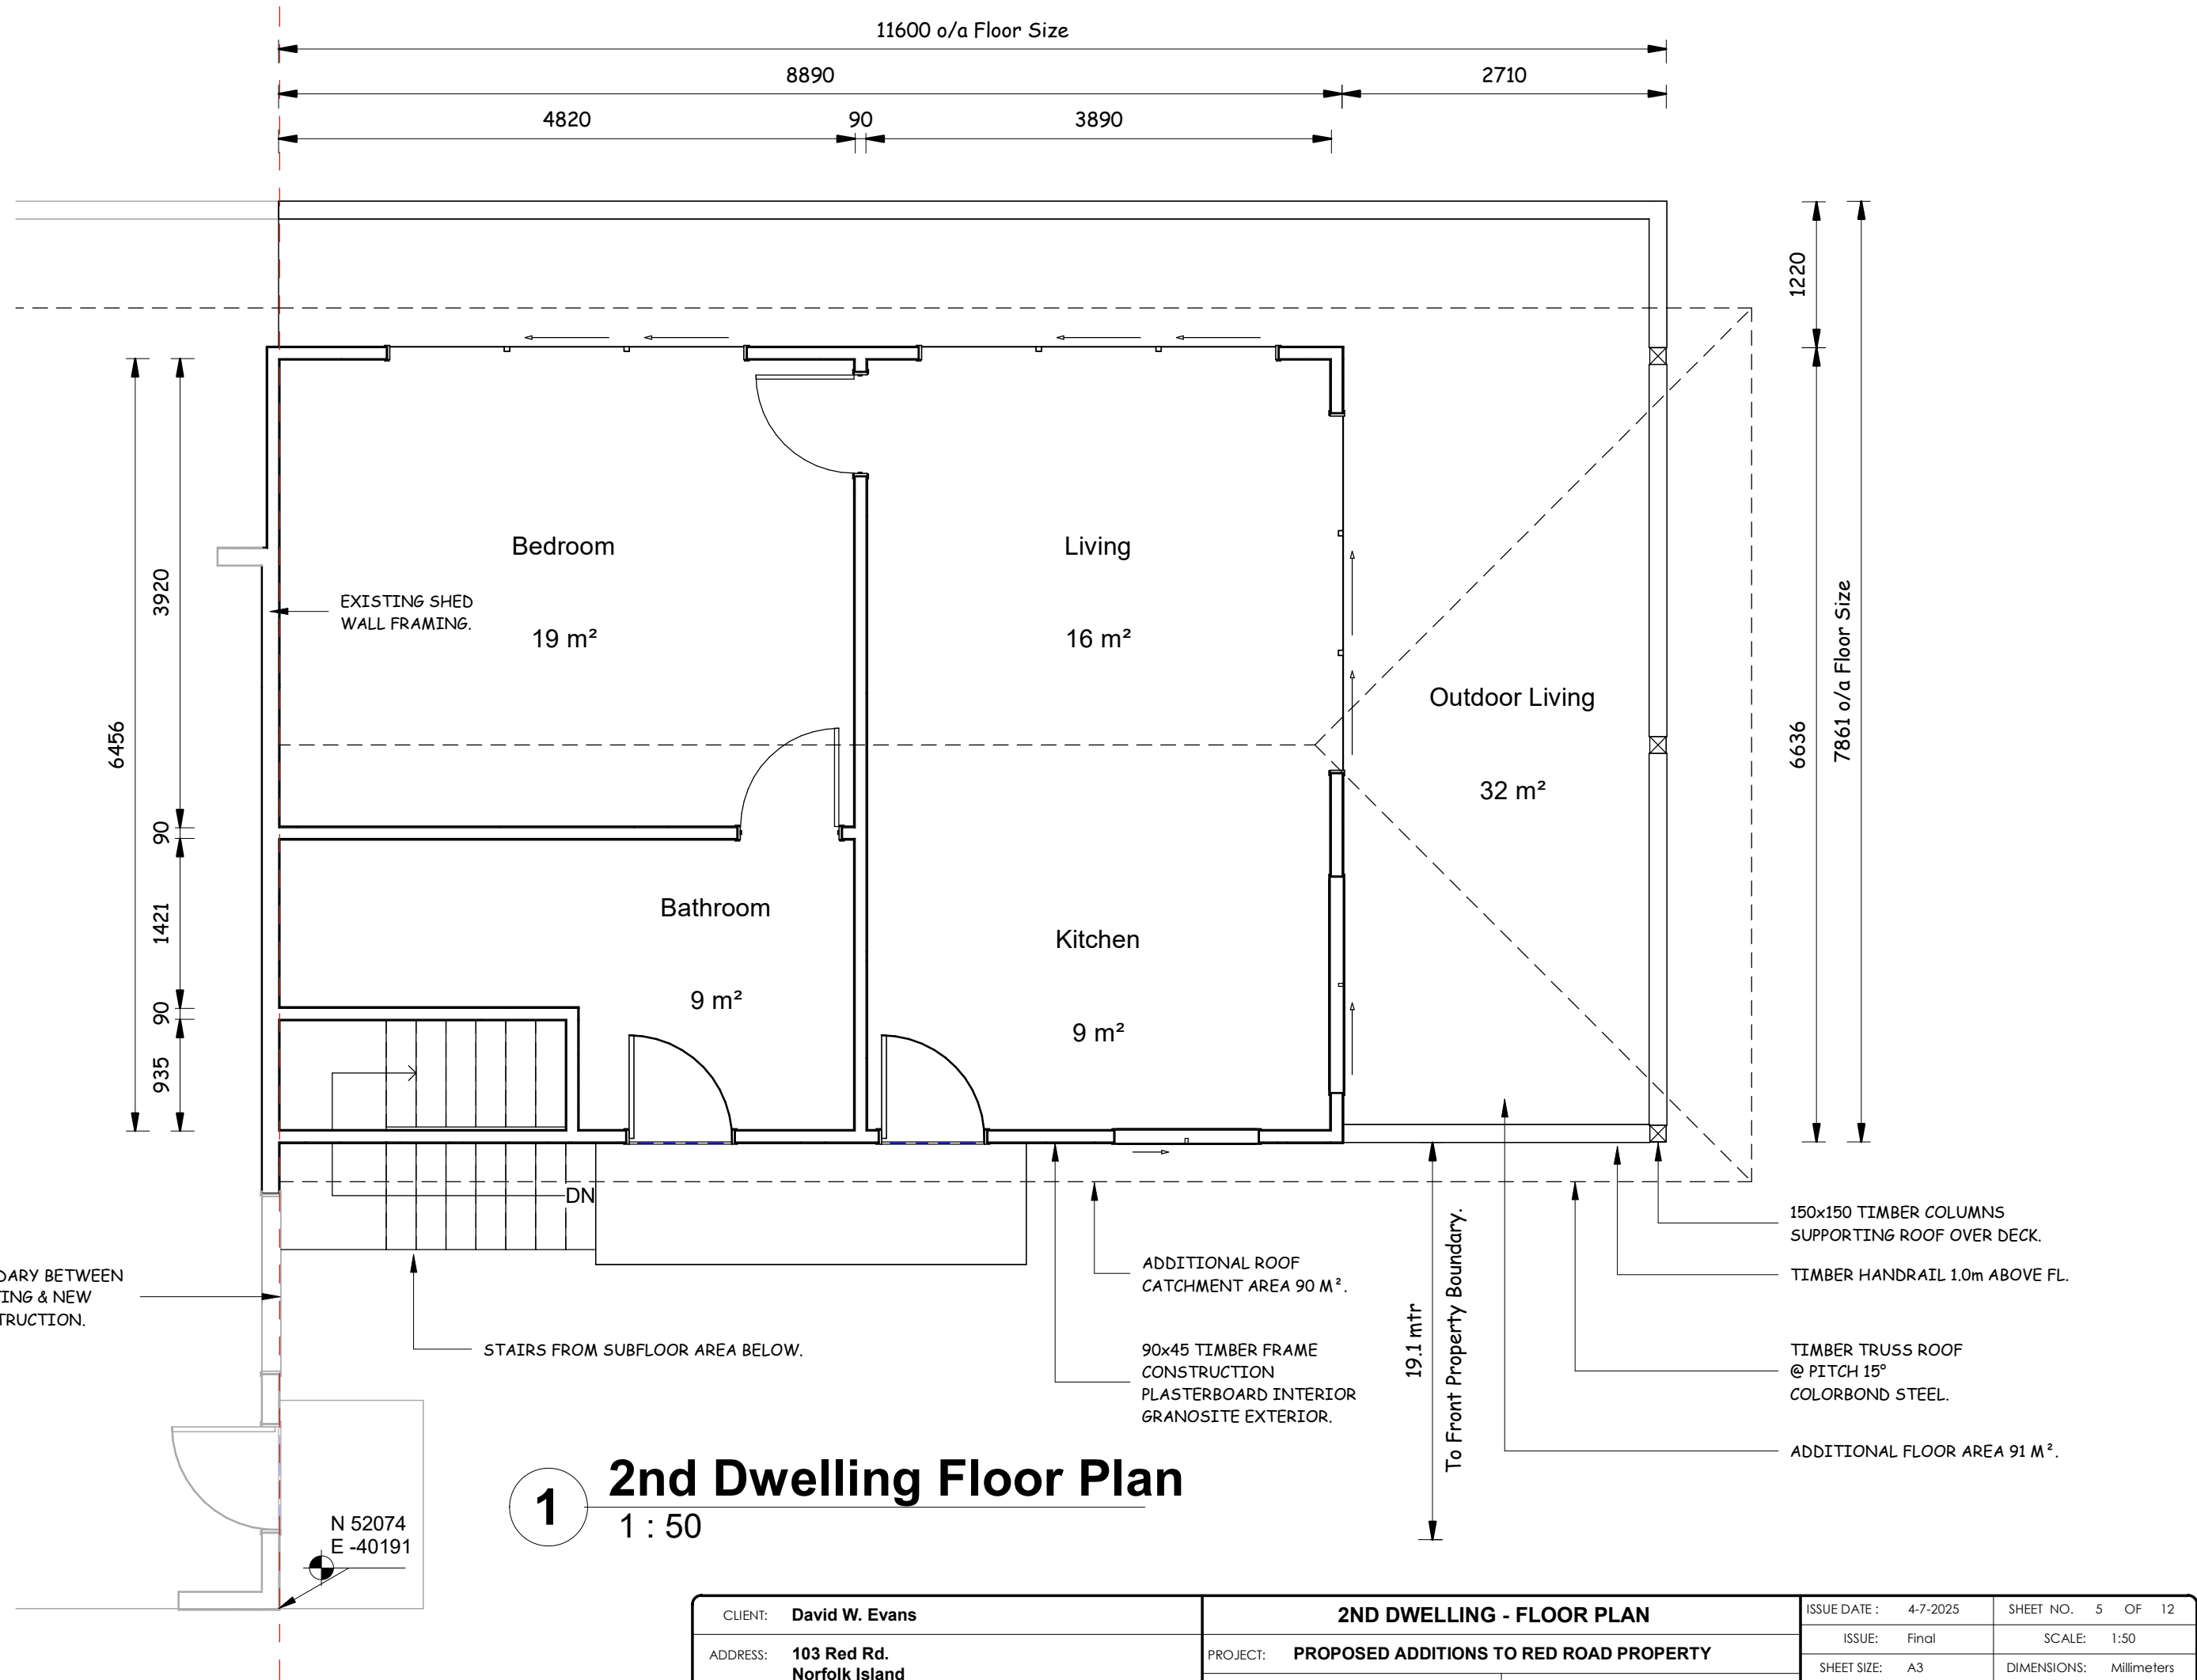 11600 o/a Floor Size
8890
2710
4820
90
3890
1220
7861 o/a Floor Size
6636
6456
3920
90
1421
90
935
Bedroom
19 m²
Living
16 m²
EXISTING SHED
WALL FRAMING.
Outdoor Living
32 m²
Bathroom
9 m²
Kitchen
9 m²
DN
DARY BETWEEN
TING & NEW
TRUCTION.
STAIRS FROM SUBFLOOR AREA BELOW.
ADDITIONAL ROOF
CATCHMENT AREA 90 M².
90x45 TIMBER FRAME
CONSTRUCTION
PLASTERBOARD INTERIOR
GRANOSITE EXTERIOR.
19.1 mtr
To Front Property Boundary.
150x150 TIMBER COLUMNS
SUPPORTING ROOF OVER DECK.
TIMBER HANDRAIL 1.0m ABOVE FL.
TIMBER TRUSS ROOF
@ PITCH 15°
COLORBOND STEEL.
ADDITIONAL FLOOR AREA 91 M².
1
2nd Dwelling Floor Plan
1 : 50
N 52074
E -40191
CLIENT: David W. Evans
ADDRESS: 103 Red Rd.
Norfolk Island
2ND DWELLING - FLOOR PLAN
PROJECT: PROPOSED ADDITIONS TO RED ROAD PROPERTY
ISSUE DATE : 4-7-2025
SHEET NO. 5 OF 12
ISSUE: Final
SCALE: 1:50
SHEET SIZE: A3
DIMENSIONS: Millimeters